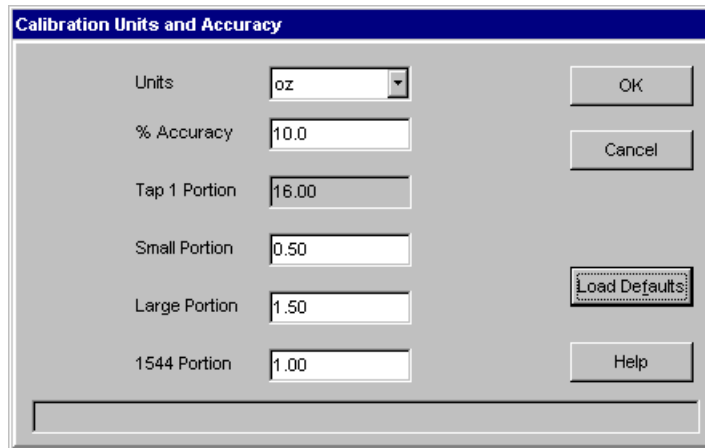 Calibration Units and Accuracy
Units
oz
OK
% Accuracy
10.0
Cancel
Tap 1 Portion
16.00
Small Portion
0.50
Load Defaults
Large Portion
1.50
1544 Portion
1.00
Help